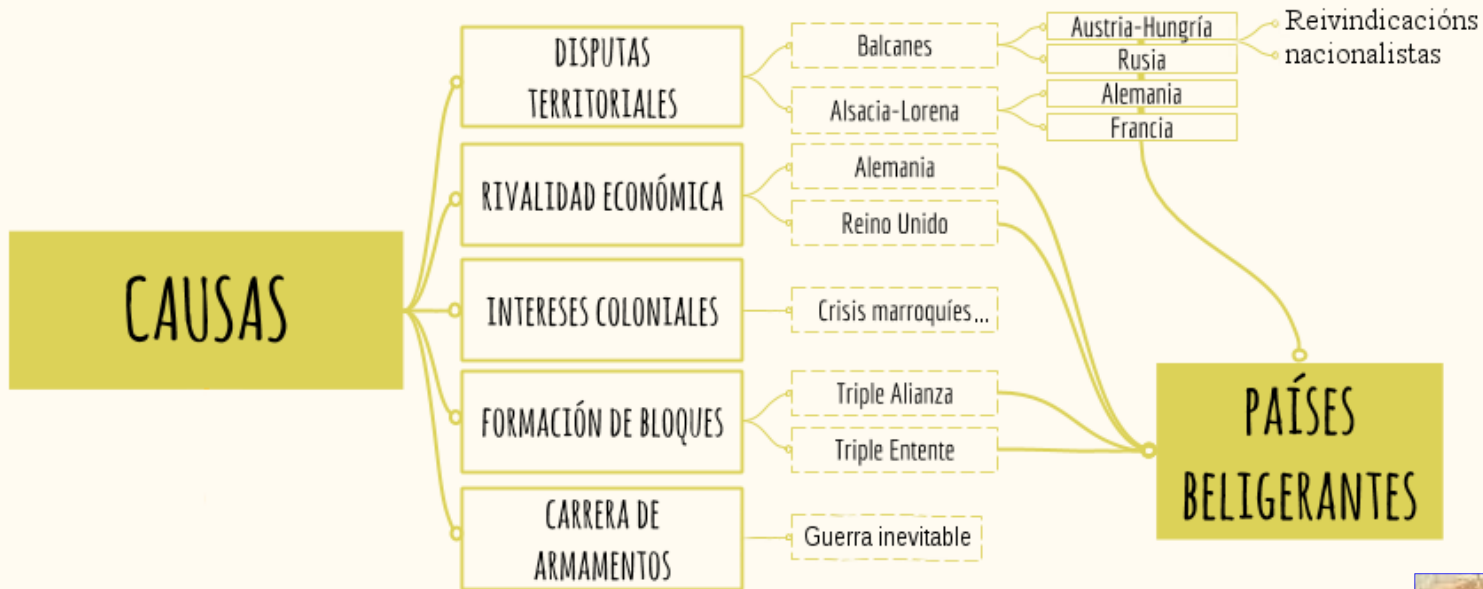 CAUSAS
DISPUTAS
TERRITORIALES
Balcanes
Austria-Hungría
Rusia
Reivindicacións
nacionalistas
Alsacia-Lorena
Alemania
Francia
RIVALIDAD ECONÓMICA
Alemania
Reino Unido
INTERESES COLONIALES
Crisis marroquíes...
FORMACIÓN DE BLOQUES
Triple Alianza
Triple Entente
CARRERA DE
ARMAMENTOS
Guerra inevitable
PAÍSES
BELIGERANTES